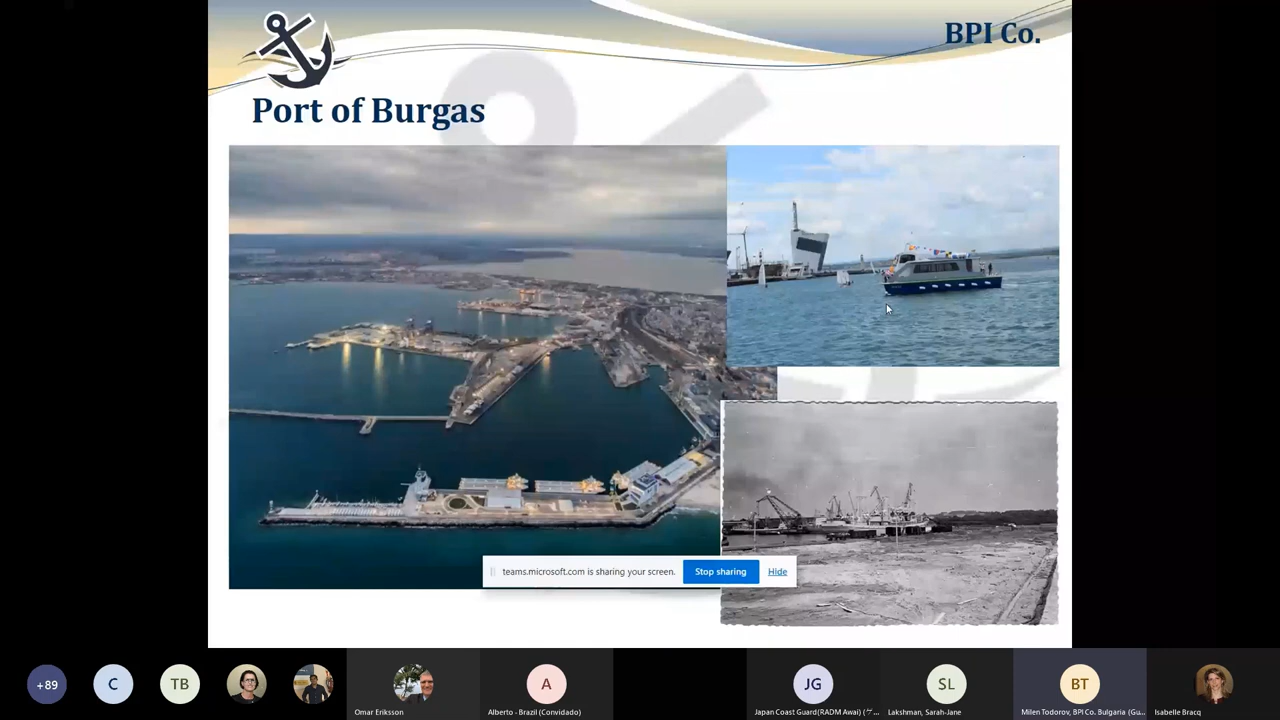 BPI Co.
Port of Burgas
teams.microsoft.com is sharing your screen.
Stop sharing
Hide
+89
C
TB
A
JG
SL
BT
Omar Eriksson
Alberto - Brazil (Convidado)
Japan Coast Guard(RADM Awai) (
Lakshman, Sarah-Jane
Milen Todorov, BPI Co. Bulgaria (Gu...
Isabelle Bracq